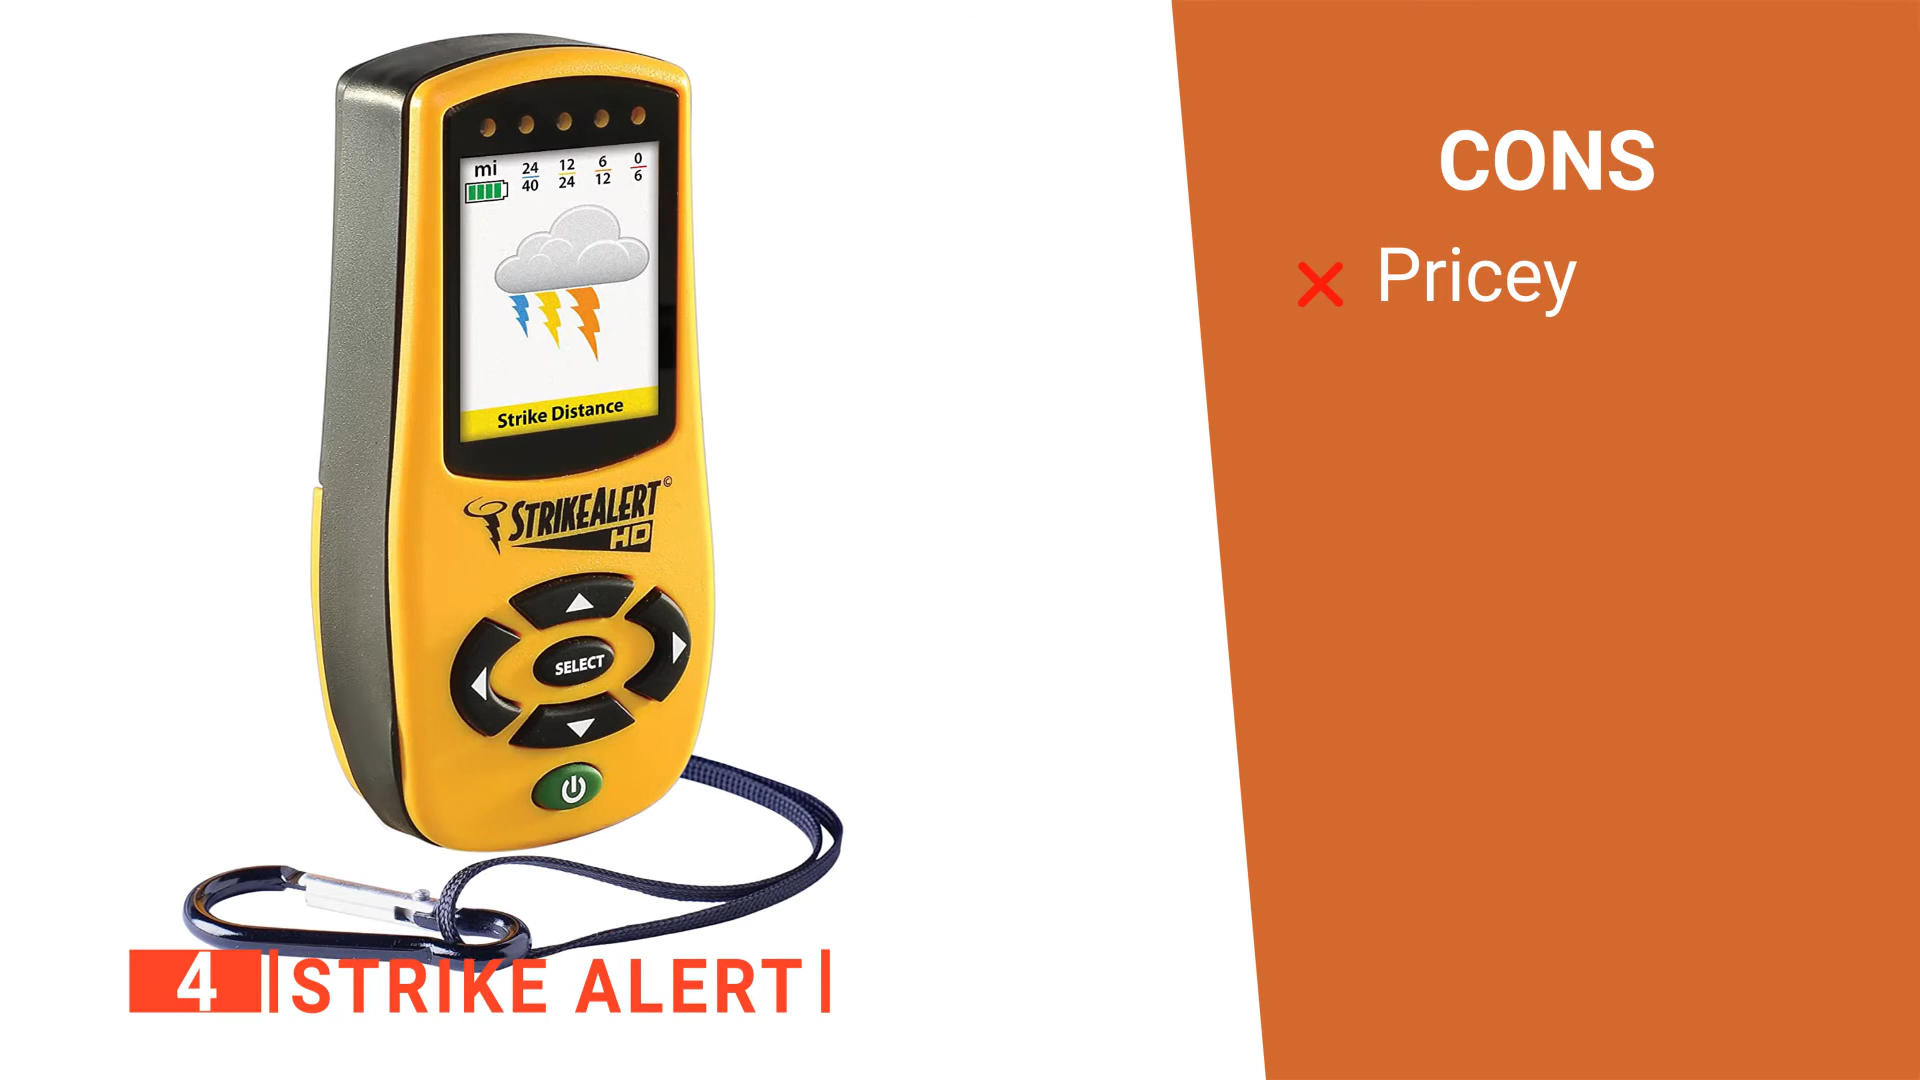 mi 24 12 6 0
40 24 12 6
Strike Distance
STRIKEALERT©
HD
SELECT
4 STRIKE ALERT
CONS
Pricey